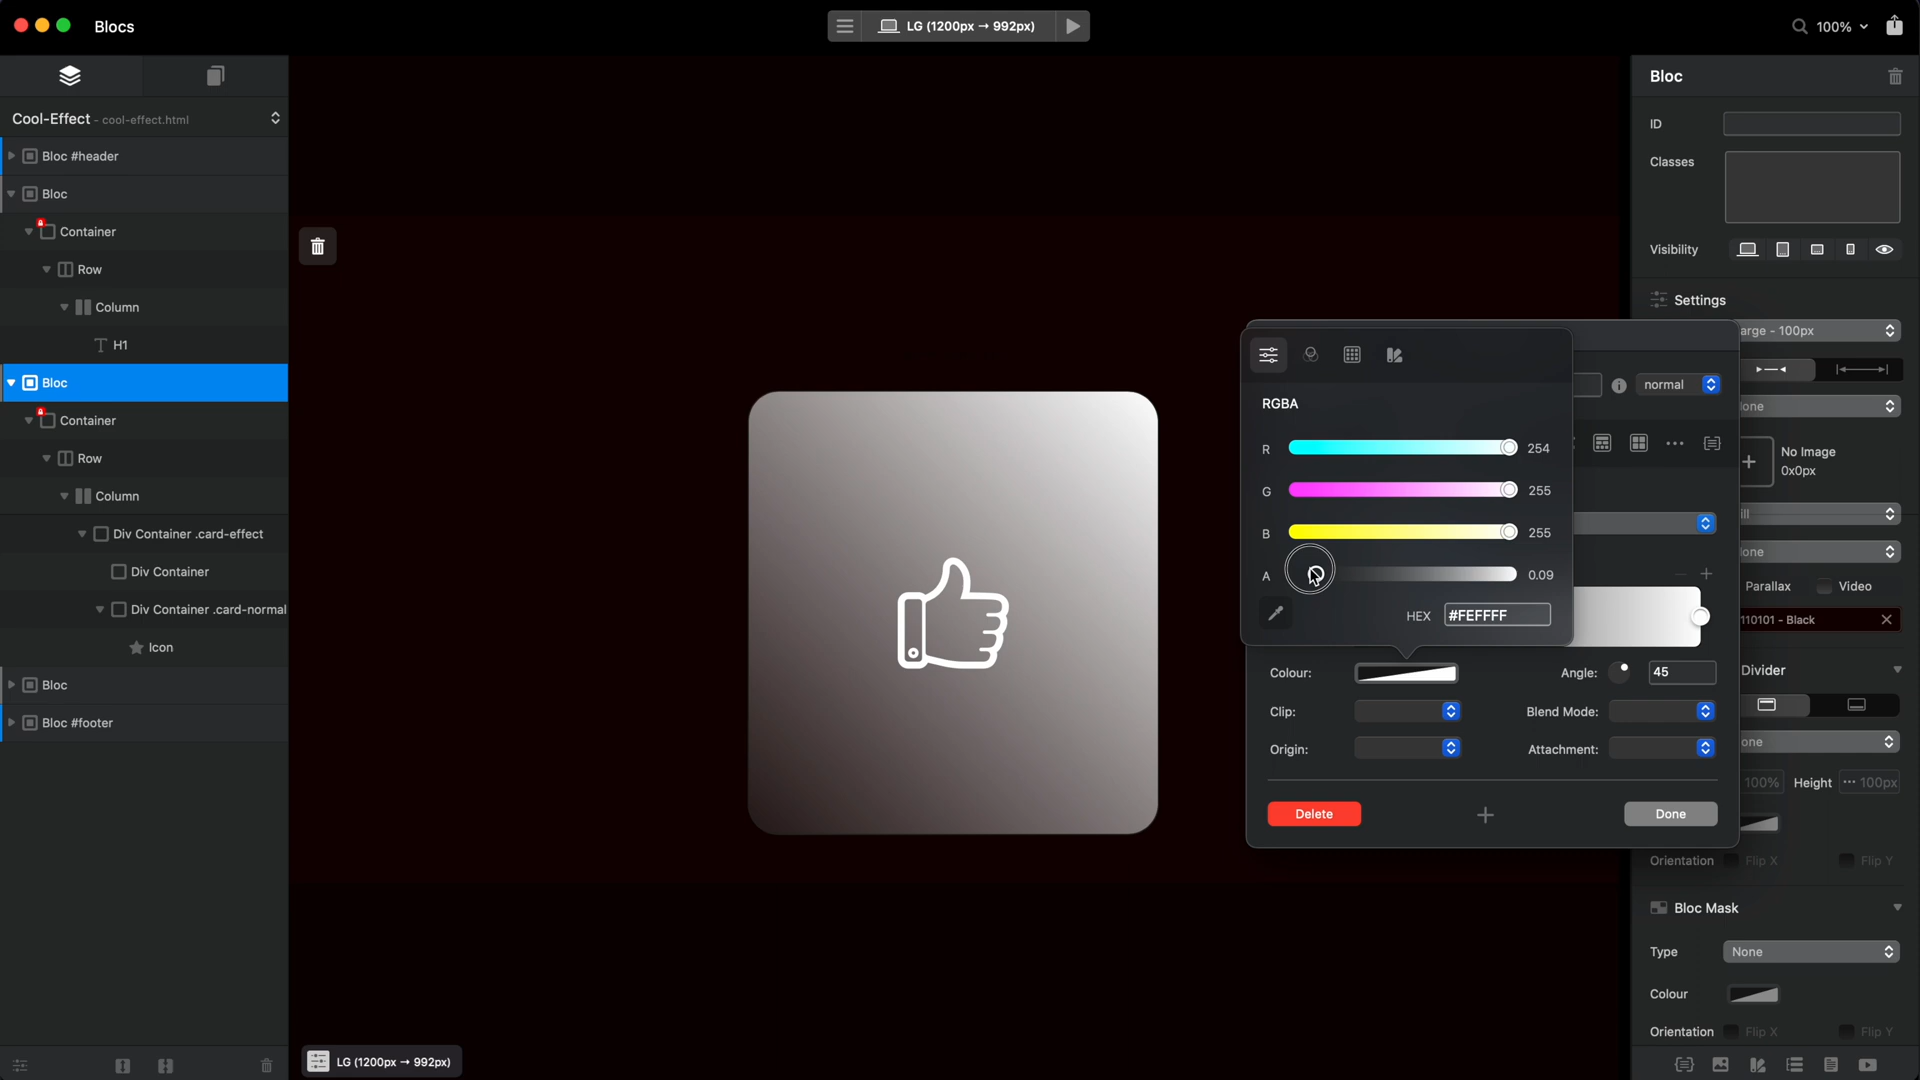 Blocs
LG (1200px → 992px)
100%
Cool-Effect - cool-effect.html
Bloc #header
Bloc
Container
Row
Column
H1
Bloc
Container
Row
Column
Div Container .card-effect
Div Container
Div Container .card-normal
Icon
Bloc
Bloc #footer
RGBA
R 254
G 255
B 255
A 0.09
HEX #FEFFFF
normal
Colour:
Angle: 45
Clip:
Blend Mode:
Origin:
Attachment:
Delete
Done
Bloc
ID
Classes
Visibility
Settings
arge - 100px
one
No Image
0x0px
ill
one
Parallax
Video
110101 - Black
Divider
one
100%
Height
100px
Orientation
Flip X
Flip Y
Bloc Mask
Type
None
Colour
Orientation
Flip X
Flip Y
LG (1200px → 992px)